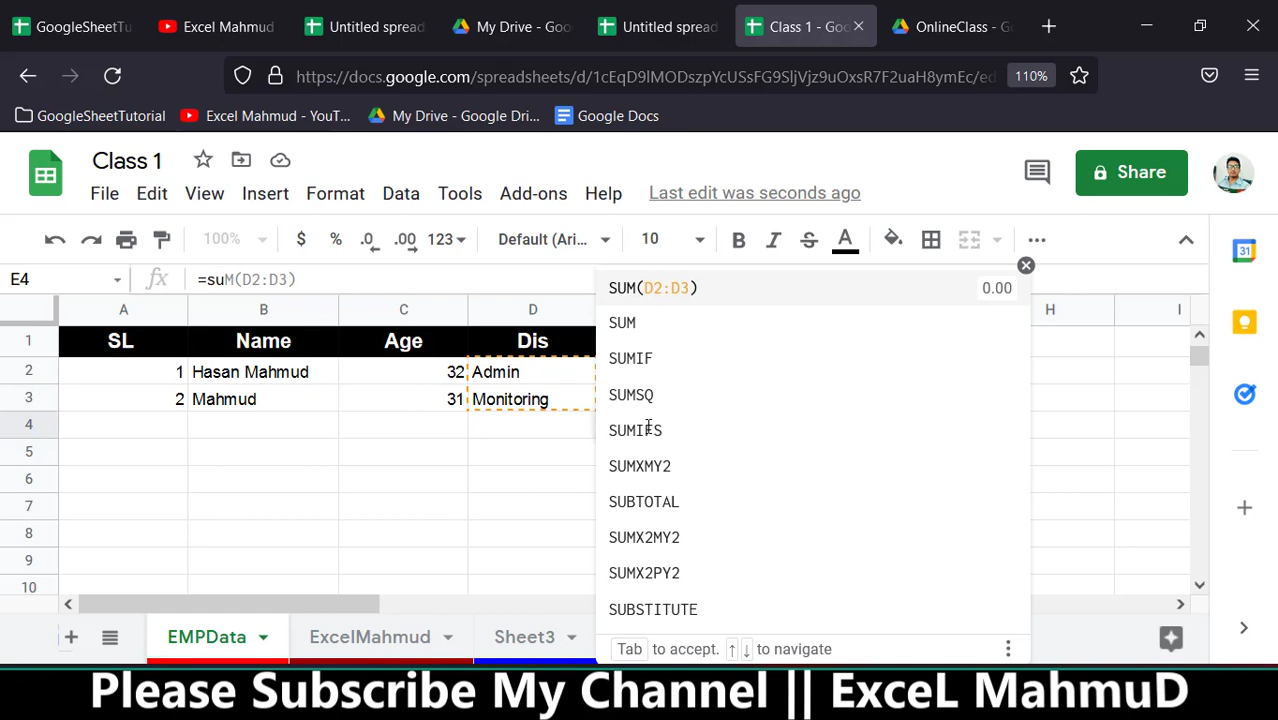 GoogleSheetTu
Excel Mahmud
Untitled spread
My Drive - Goo
Untitled spread
Class 1 - Goo
OnlineClass - Go
https://docs.google.com/spreadsheets/d/1cEqD9lMODszpYcUSsFG9SljVjz9uOxsR7F2uaH8ymEc/ed
110%
GoogleSheetTutorial
Excel Mahmud - YouT...
My Drive - Google Dri...
Google Docs
Class 1
File Edit View Insert Format Data Tools Add-ons Help Last edit was seconds ago
Share
100% $ % .0 .00 123 Default (Ari... 10 B I S A ...
31
E4 fx =suM(D2:D3)
A B C D H I
1 SL Name Age Dis
2 1 Hasan Mahmud 32 Admin
3 2 Mahmud 31 Monitoring
4
5
6
7
8
9
10
SUM(D2:D3) 0.00
SUM
SUMIF
SUMSQ
SUMIFS
SUMXMY2
SUBTOTAL
SUMX2MY2
SUMX2PY2
SUBSTITUTE
Tab to accept. ↑ ↓ to navigate
EMPData ExcelMahmud Sheet3
Please Subscribe My Channel || ExceL MahmuD